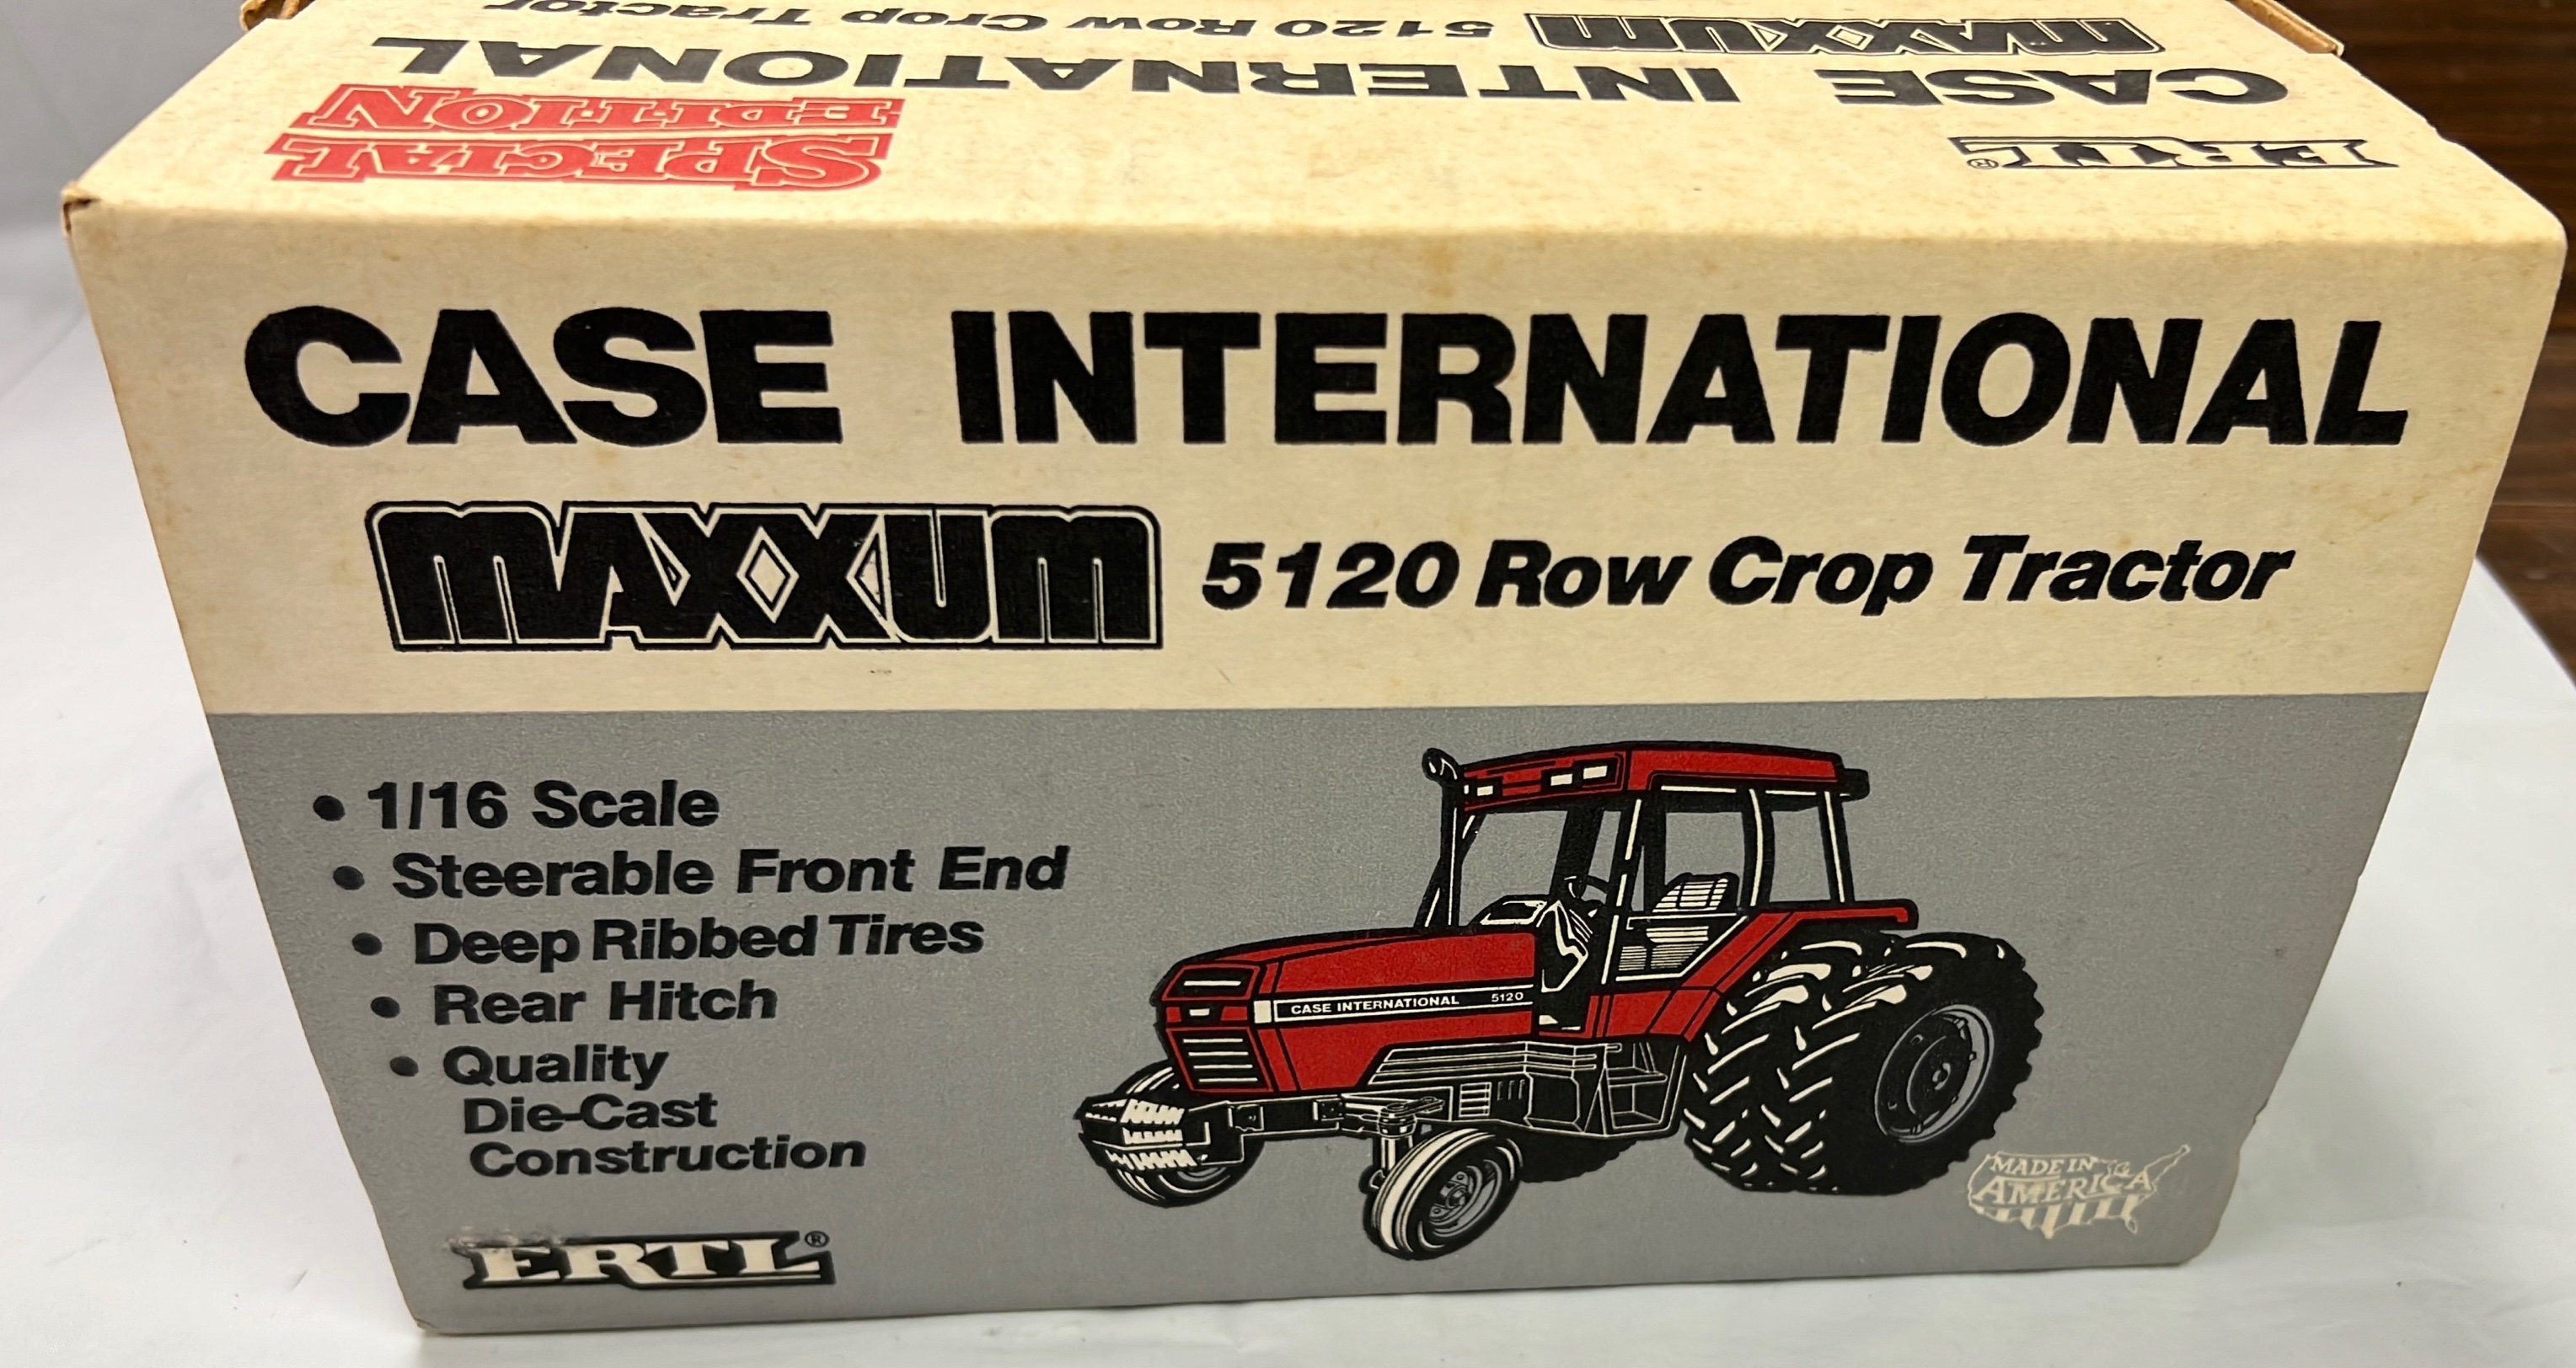 MAXXUM 5120 Row Crop Tractor
CASE INTERNATIONAL
ERTL®
SPECIAL
EDITION
CASE INTERNATIONAL
MAXXUM 5120 Row Crop Tractor
• 1/16 Scale
• Steerable Front End
• Deep Ribbed Tires
• Rear Hitch
• Quality
Die-Cast
Construction
CASE INTERNATIONAL 5120
MADE IN
AMERICA
ERTL®